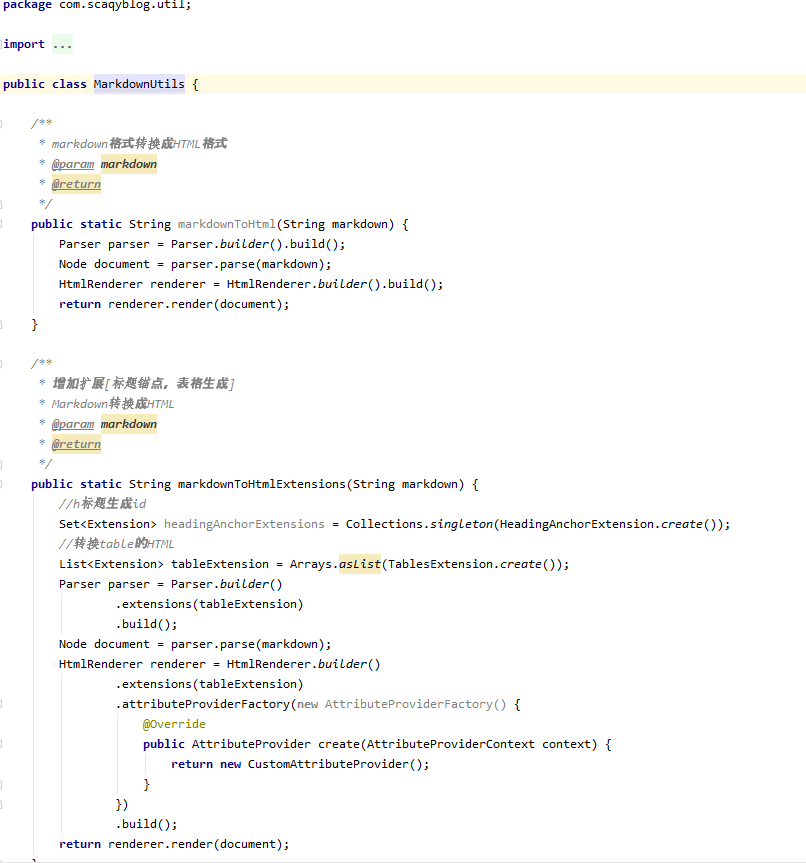 package com.scaqyblog.util;
import ...
public class MarkdownUtils {
/**
* markdown格式转换成HTML格式
* @param markdown
* @return
*/
public static String markdownToHtml(String markdown) {
Parser parser = Parser.builder().build();
Node document = parser.parse(markdown);
HtmlRenderer renderer = HtmlRenderer.builder().build();
return renderer.render(document);
}
/**
* 增加扩展[标题锚点，表格生成]
* Markdown转换成HTML
* @param markdown
* @return
*/
public static String markdownToHtmlExtensions(String markdown) {
//h标题生成id
Set<Extension> headingAnchorExtensions = Collections.singleton(HeadingAnchorExtension.create());
//转换table的HTML
List<Extension> tableExtension = Arrays.asList(TablesExtension.create());
Parser parser = Parser.builder()
.extensions(tableExtension)
.build();
Node document = parser.parse(markdown);
HtmlRenderer renderer = HtmlRenderer.builder()
.extensions(tableExtension)
.attributeProviderFactory(new AttributeProviderFactory() {
@Override
public AttributeProvider create(AttributeProviderContext context) {
return new CustomAttributeProvider();
}
})
.build();
return renderer.render(document);